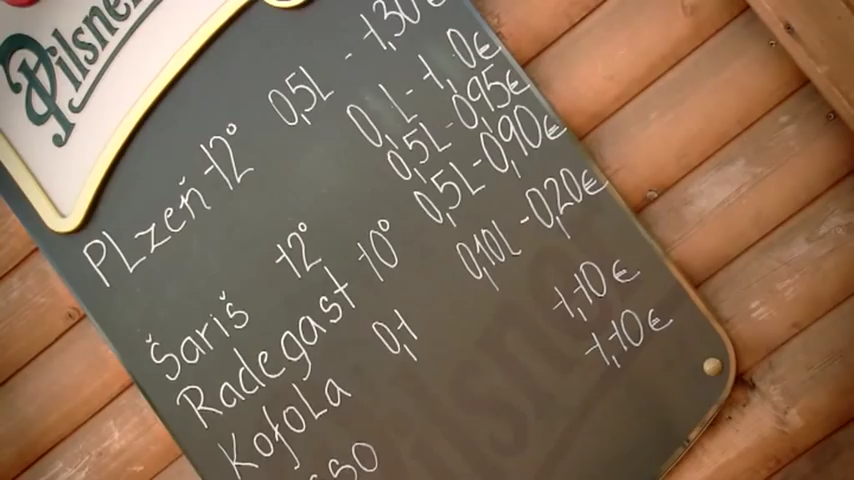 Pilsner
PLzeň 12° 0,5L - 1,30€
0, L - 1, 0€
Šariš 12° 0,5L - 0,95€
Radegast 10° 0,5L - 0,90€
Kofola 0,1 0,10L - 0,20€
1,10€
1,10€